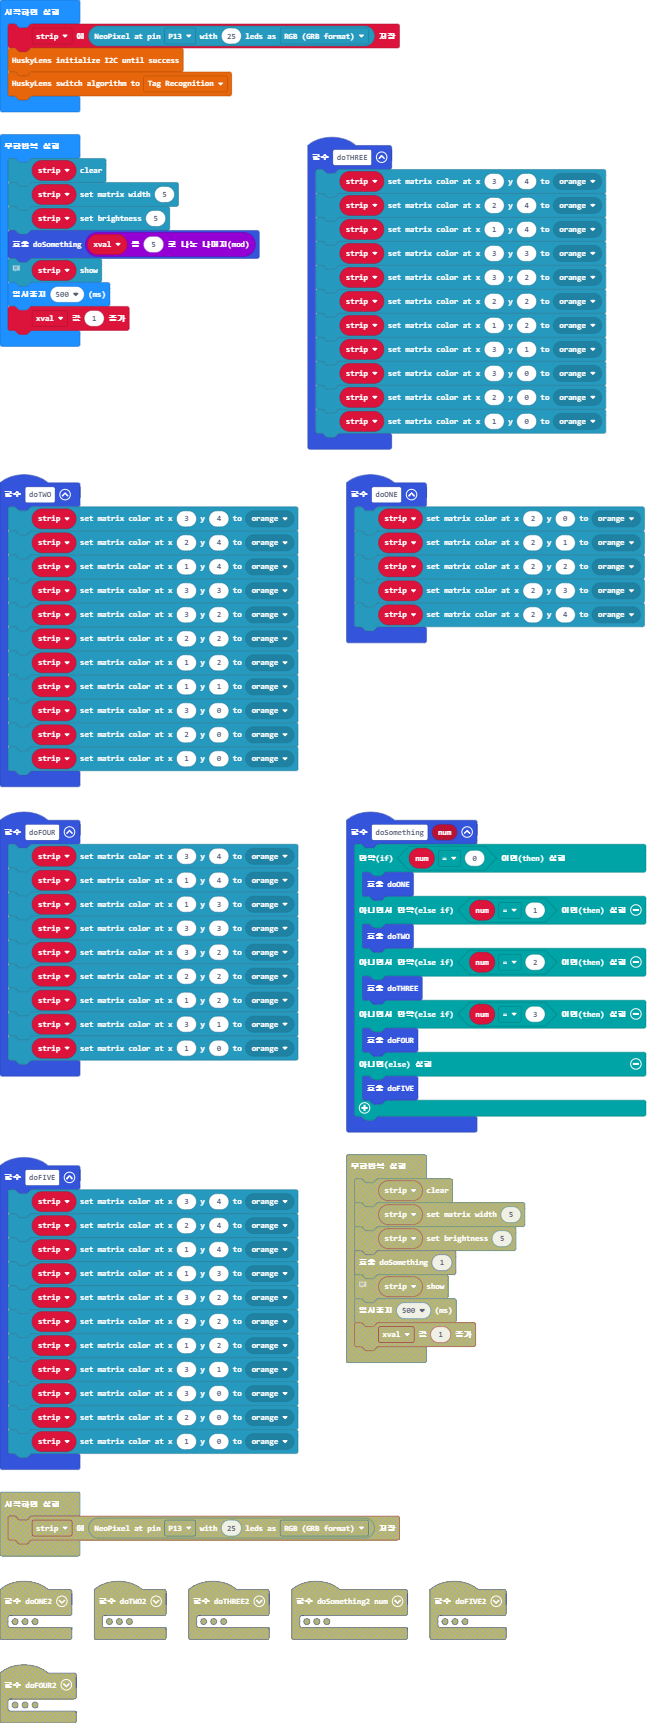 시작하면 실행
strip 에 NeoPixel at pin P13 with 25 leds as RGB (GRB format) 저장
HuskyLens initialize I2C until success
HuskyLens switch algorithm to Tag Recognition
무한반복 실행
strip clear
strip set matrix width 5
strip set brightness 5
호출 doSomething xval 5 로 나눈 나머지(mod)
strip show
일시중지 500 (ms)
xval 값 1 증가
함수 doTHREE
strip set matrix color at x 3 y 4 to orange
strip set matrix color at x 2 y 4 to orange
strip set matrix color at x 1 y 4 to orange
strip set matrix color at x 3 y 3 to orange
strip set matrix color at x 3 y 2 to orange
strip set matrix color at x 2 y 2 to orange
strip set matrix color at x 1 y 2 to orange
strip set matrix color at x 3 y 1 to orange
strip set matrix color at x 3 y 0 to orange
strip set matrix color at x 2 y 0 to orange
strip set matrix color at x 1 y 0 to orange
함수 doTWO
strip set matrix color at x 3 y 4 to orange
strip set matrix color at x 2 y 4 to orange
strip set matrix color at x 1 y 4 to orange
strip set matrix color at x 3 y 3 to orange
strip set matrix color at x 3 y 2 to orange
strip set matrix color at x 2 y 2 to orange
strip set matrix color at x 1 y 2 to orange
strip set matrix color at x 1 y 1 to orange
strip set matrix color at x 3 y 0 to orange
strip set matrix color at x 2 y 0 to orange
strip set matrix color at x 1 y 0 to orange
함수 doONE
strip set matrix color at x 2 y 0 to orange
strip set matrix color at x 2 y 1 to orange
strip set matrix color at x 2 y 2 to orange
strip set matrix color at x 2 y 3 to orange
strip set matrix color at x 2 y 4 to orange
함수 doFOUR
strip set matrix color at x 3 y 4 to orange
strip set matrix color at x 1 y 4 to orange
strip set matrix color at x 1 y 3 to orange
strip set matrix color at x 3 y 3 to orange
strip set matrix color at x 3 y 2 to orange
strip set matrix color at x 2 y 2 to orange
strip set matrix color at x 1 y 2 to orange
strip set matrix color at x 3 y 1 to orange
strip set matrix color at x 1 y 0 to orange
함수 doSomething num
만약(if) num = 0 이면(then) 실행
호출 doONE
아니면서 만약(else if) num = 1 이면(then) 실행
호출 doTWO
아니면서 만약(else if) num = 2 이면(then) 실행
호출 doTHREE
아니면서 만약(else if) num = 3 이면(then) 실행
호출 doFOUR
아니면(else) 실행
호출 doFIVE
함수 doFIVE
strip set matrix color at x 3 y 4 to orange
strip set matrix color at x 2 y 4 to orange
strip set matrix color at x 1 y 4 to orange
strip set matrix color at x 1 y 3 to orange
strip set matrix color at x 3 y 2 to orange
strip set matrix color at x 2 y 2 to orange
strip set matrix color at x 1 y 2 to orange
strip set matrix color at x 3 y 1 to orange
strip set matrix color at x 3 y 0 to orange
strip set matrix color at x 2 y 0 to orange
strip set matrix color at x 1 y 0 to orange
무한반복 실행
strip clear
strip set matrix width 5
strip set brightness 5
호출 doSomething 1
strip show
일시중지 500 (ms)
xval 값 1 증가
시작하면 실행
strip 에 NeoPixel at pin P13 with 25 leds as RGB (GRB format) 저장
함수 doONE2
함수 doTWO2
함수 doTHREE2
함수 doSomething2 num
함수 doFIVE2
함수 doFOUR2